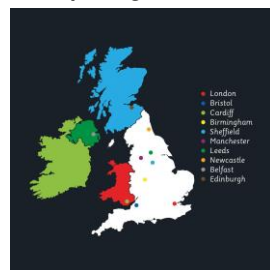 London
Bristol
Cardiff
Birmingham
Sheffield
Manchester
Leeds
Newcastle
Belfast
Edinburgh